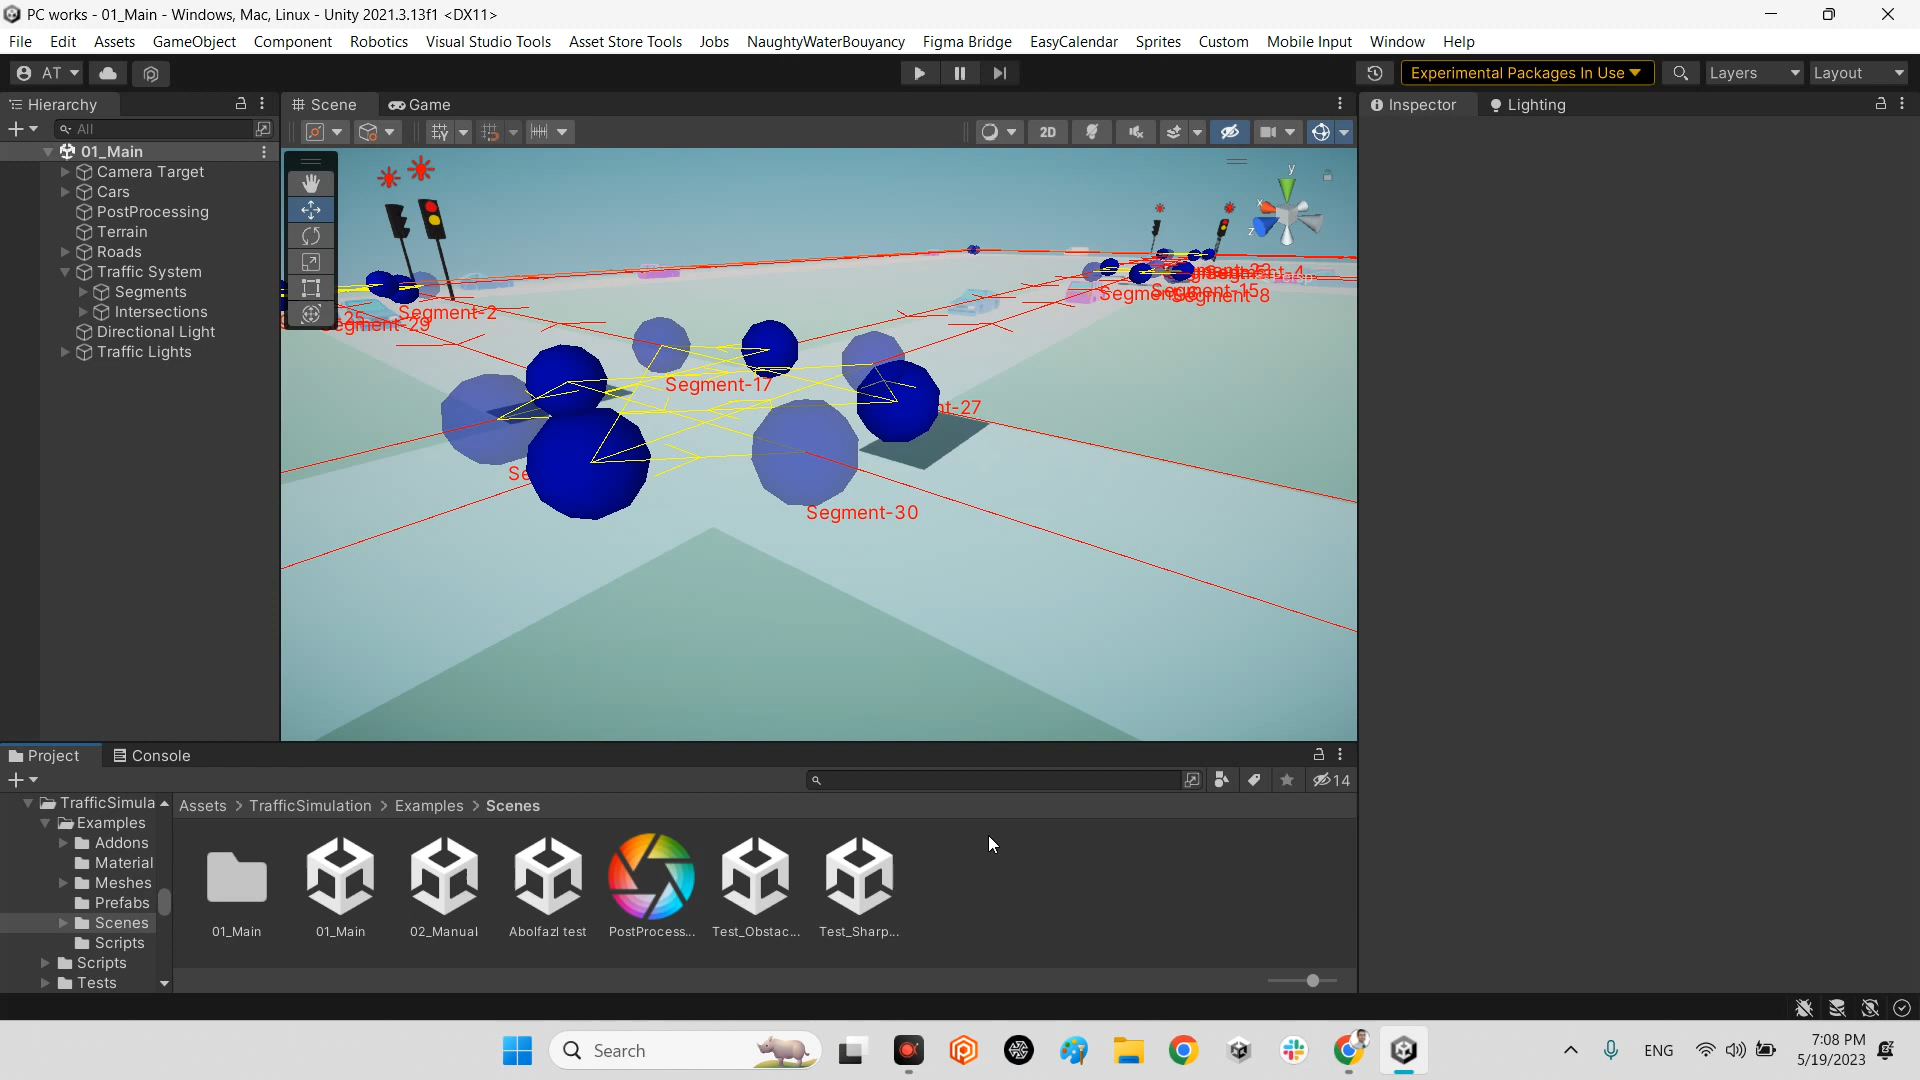 PC works - 01_Main - Windows, Mac, Linux - Unity 2021.3.13f1 <DX11>
File Edit Assets GameObject Component Robotics Visual Studio Tools Asset Store Tools Jobs NaughtyWaterBouyancy Figma Bridge EasyCalendar Sprites Custom Mobile Input Window Help
AT
Experimental Packages In Use
Layers
Layout
Hierarchy
All
01_Main
Camera Target
Cars
PostProcessing
Terrain
Roads
Traffic System
Segments
Intersections
Directional Light
Traffic Lights
Scene
Game
2D
y
x
z
Persp
Segment-2
Segment-29
Segment-17
Segment-15
Segment-8
Segment-30
Inspector
Lighting
Project
Console
14
TrafficSimula
Examples
Addons
Material
Meshes
Prefabs
Scenes
Scripts
Scripts
Tests
Assets > TrafficSimulation > Examples > Scenes
01_Main
01_Main
02_Manual
Abolfazl test
PostProcess...
Test_Obstac...
Test_Sharp...
Search
ENG
7:08 PM
5/19/2023